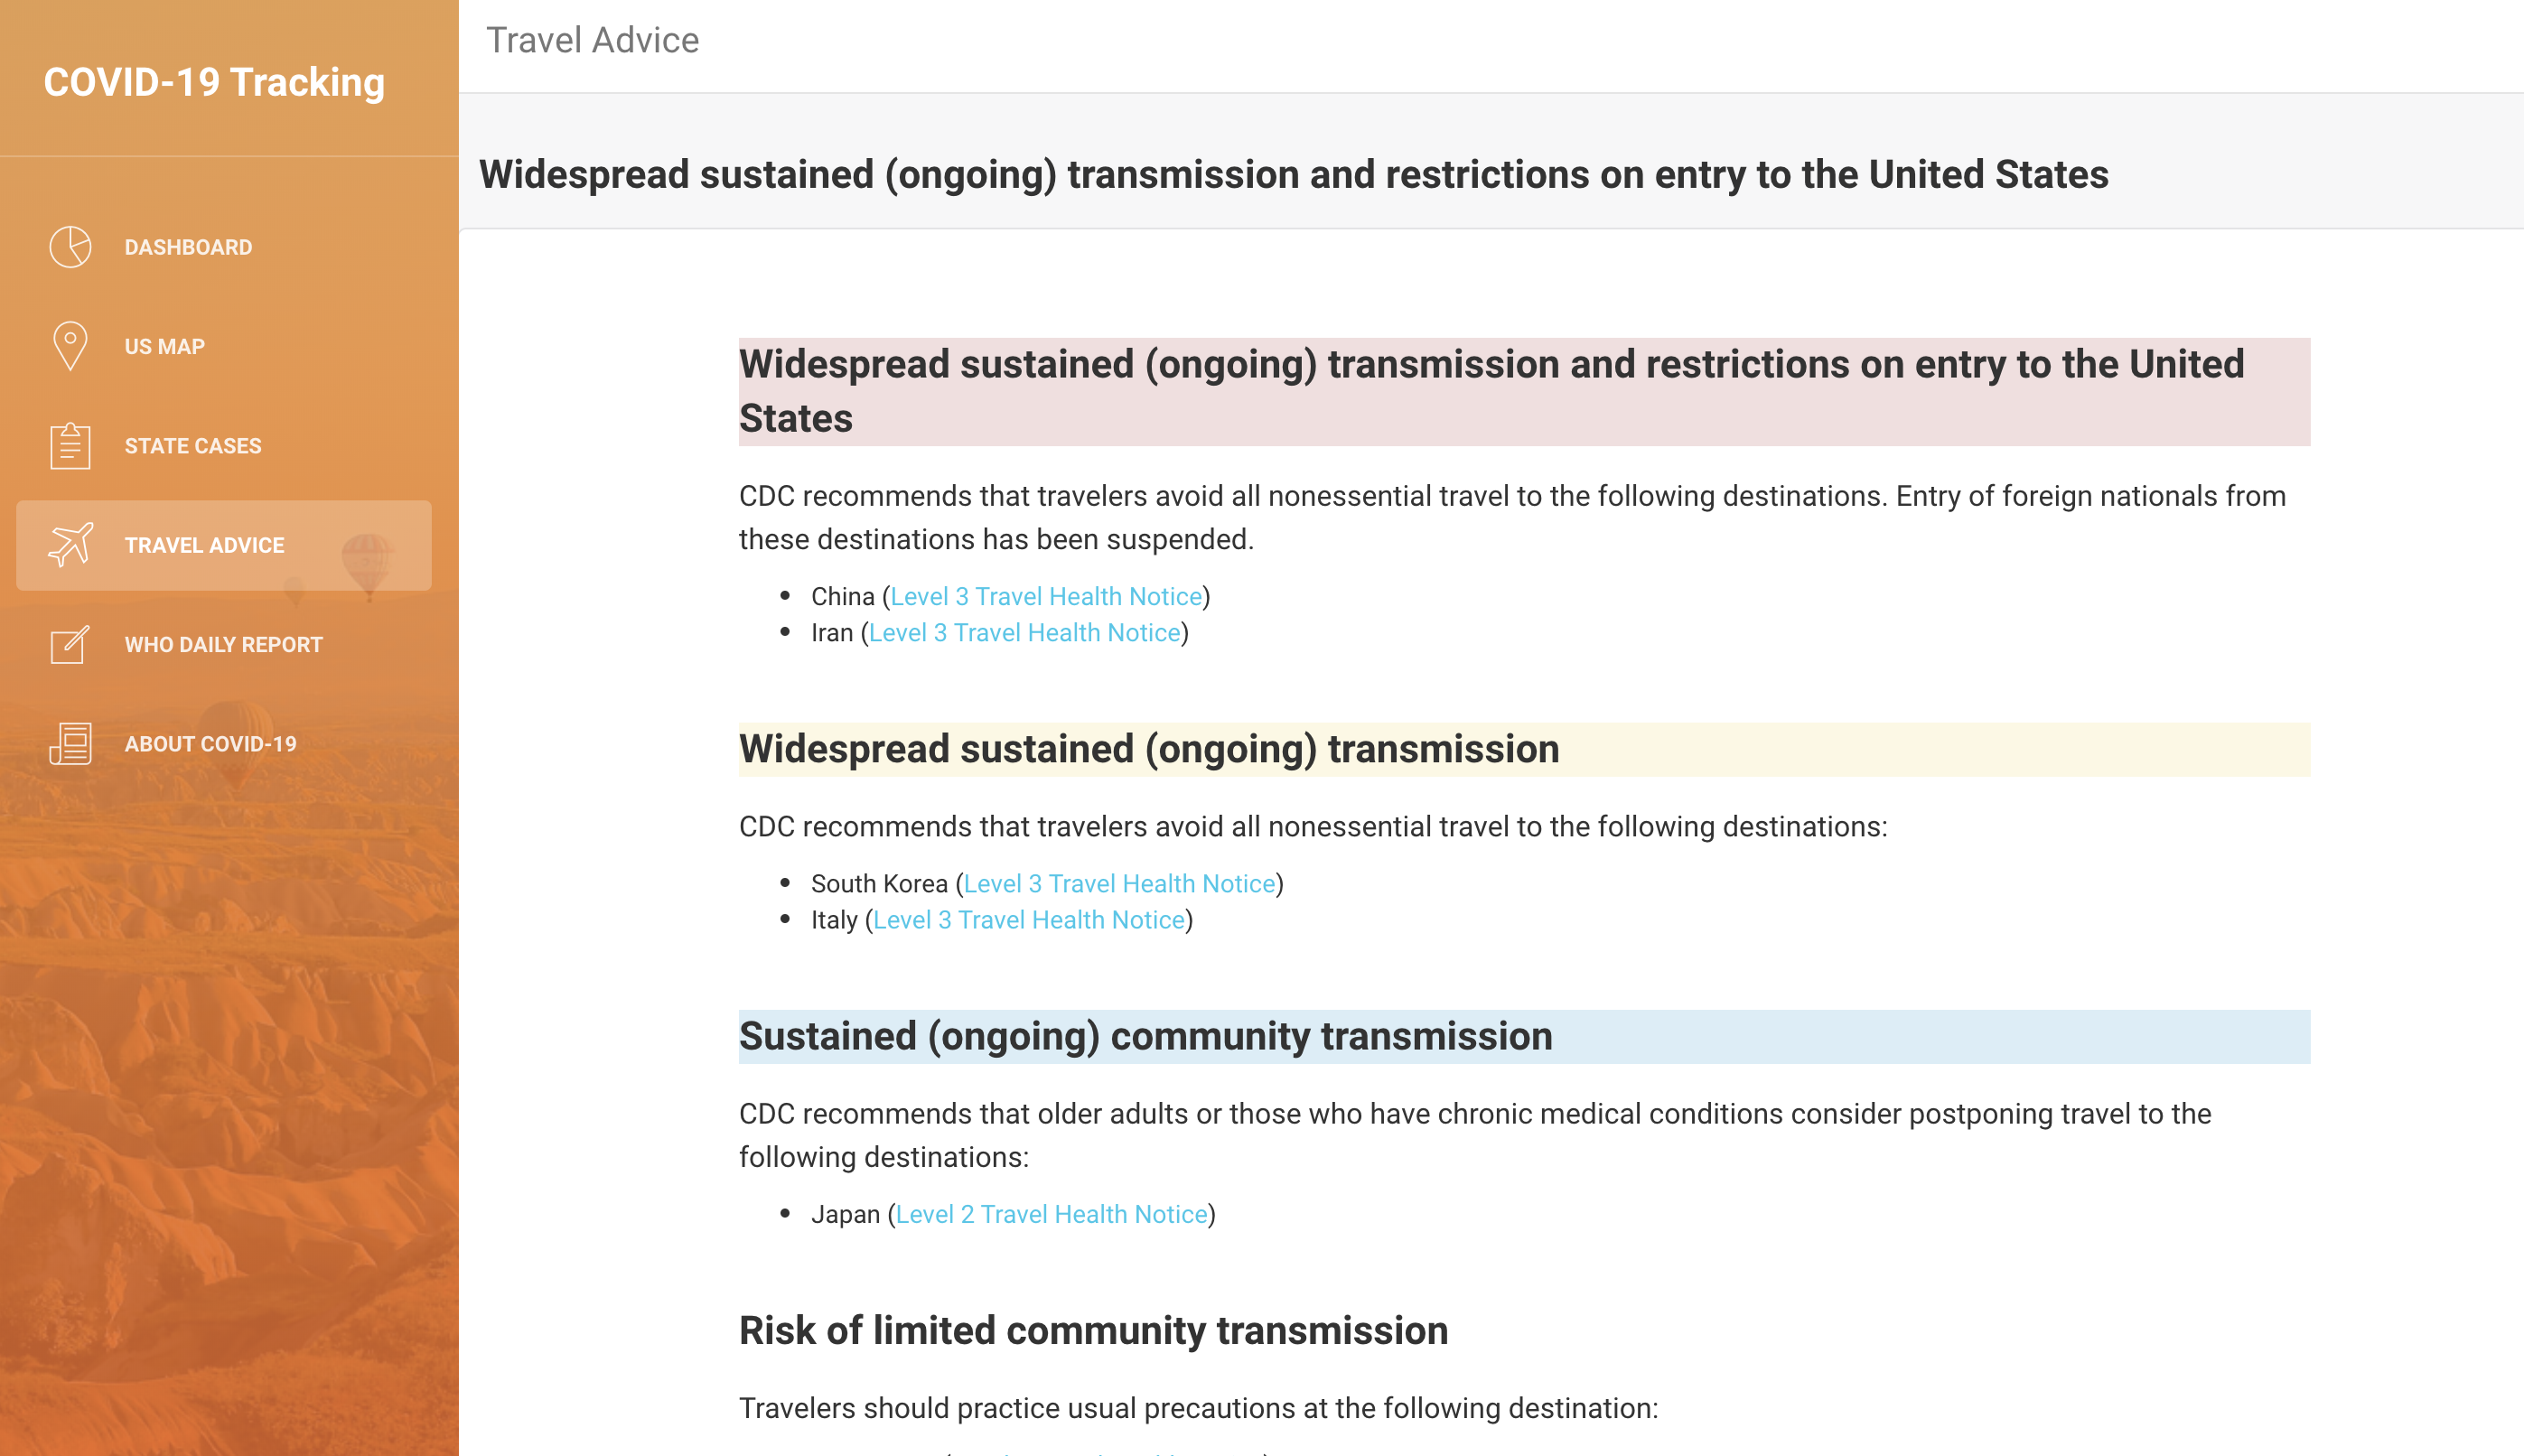 COVID-19 Tracking
DASHBOARD
US MAP
STATE CASES
TRAVEL ADVICE
WHO DAILY REPORT
ABOUT COVID-19
Travel Advice
Widespread sustained (ongoing) transmission and restrictions on entry to the United States
Widespread sustained (ongoing) transmission and restrictions on entry to the United
States
CDC recommends that travelers avoid all nonessential travel to the following destinations. Entry of foreign nationals from
these destinations has been suspended.
• China (Level 3 Travel Health Notice)
• Iran (Level 3 Travel Health Notice)
Widespread sustained (ongoing) transmission
CDC recommends that travelers avoid all nonessential travel to the following destinations:
• South Korea (Level 3 Travel Health Notice)
• Italy (Level 3 Travel Health Notice)
Sustained (ongoing) community transmission
CDC recommends that older adults or those who have chronic medical conditions consider postponing travel to the
following destinations:
• Japan (Level 2 Travel Health Notice)
Risk of limited community transmission
Travelers should practice usual precautions at the following destination: